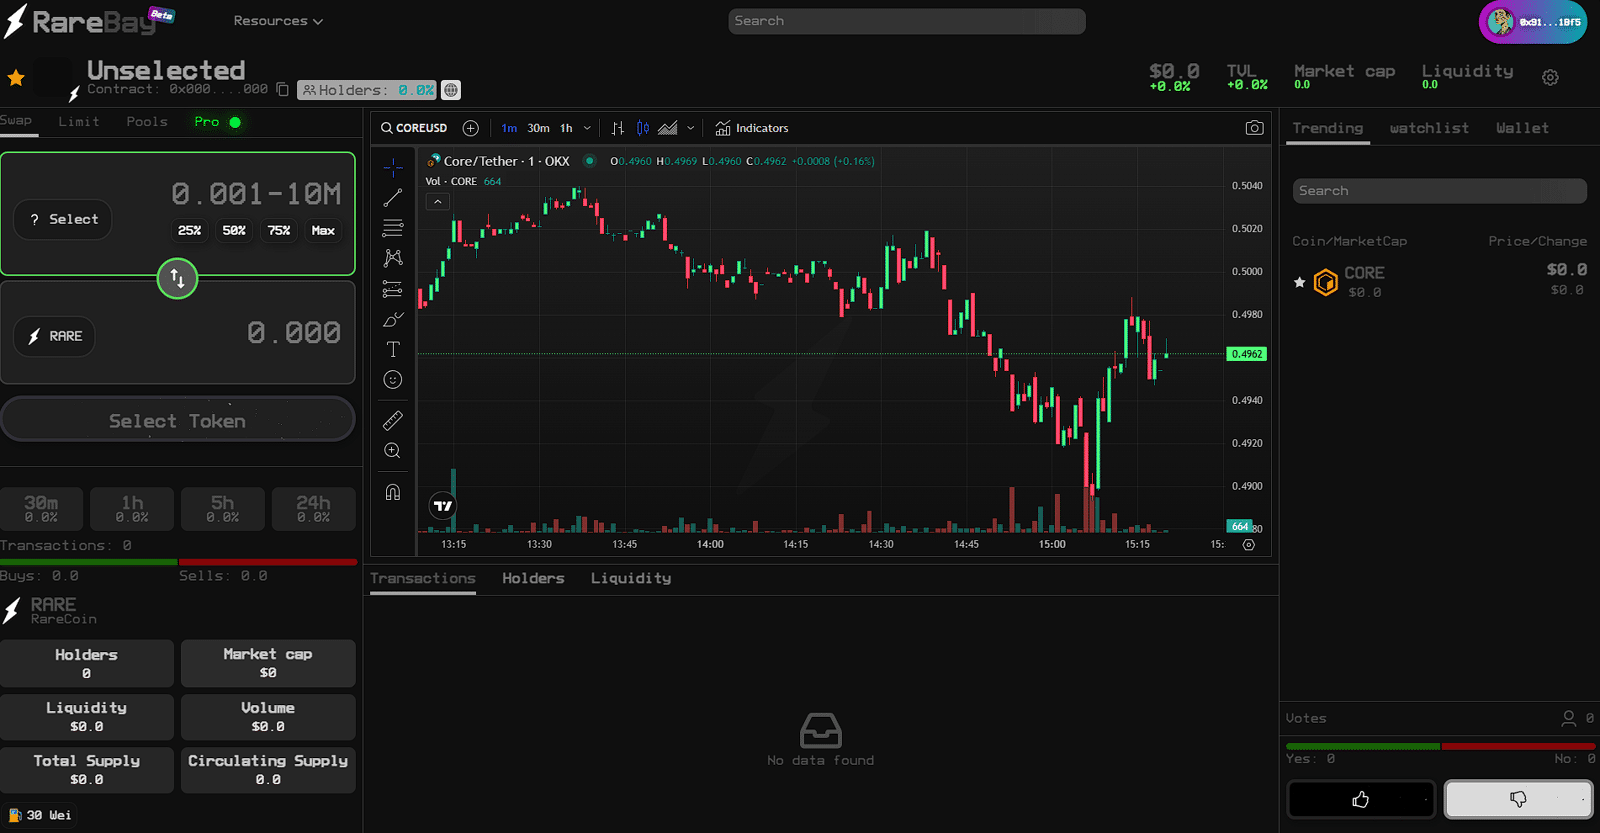 RareBay Beta
Resources
Search
0x91...18f5
Unselected
Contract: 0x000....000
Holders: 0.0%
$0.0
+0.0%
TVL
+0.0%
Market cap
0.0
Liquidity
0.0
Swap
Limit
Pools
Pro
? Select
0.001-10M
25%
50%
75%
Max
RARE
0.000
Select Token
30m
0.0%
1h
0.0%
5h
0.0%
24h
0.0%
Transactions: 0
Buys: 0.0
Sells: 0.0
RARE
RareCoin
Holders
0
Market cap
$0
Liquidity
$0.0
Volume
$0.0
Total Supply
$0.0
Circulating Supply
0.0
30 Wei
COREUSD
1m
30m
1h
Indicators
Core/Tether · 1 · OKX
O0.4960 H0.4969 L0.4960 C0.4962 +0.0008 (+0.16%)
Vol · CORE 664
0.5040
0.5020
0.5000
0.4980
0.4962
0.4940
0.4920
0.4900
664
80
13:15
13:30
13:45
14:00
14:15
14:30
14:45
15:00
15:15
15:
Transactions
Holders
Liquidity
No data found
Trending
watchlist
Wallet
Search
Coin/MarketCap
Price/Change
CORE
$0.0
$0.0
$0.0
Votes
0
Yes: 0
No: 0